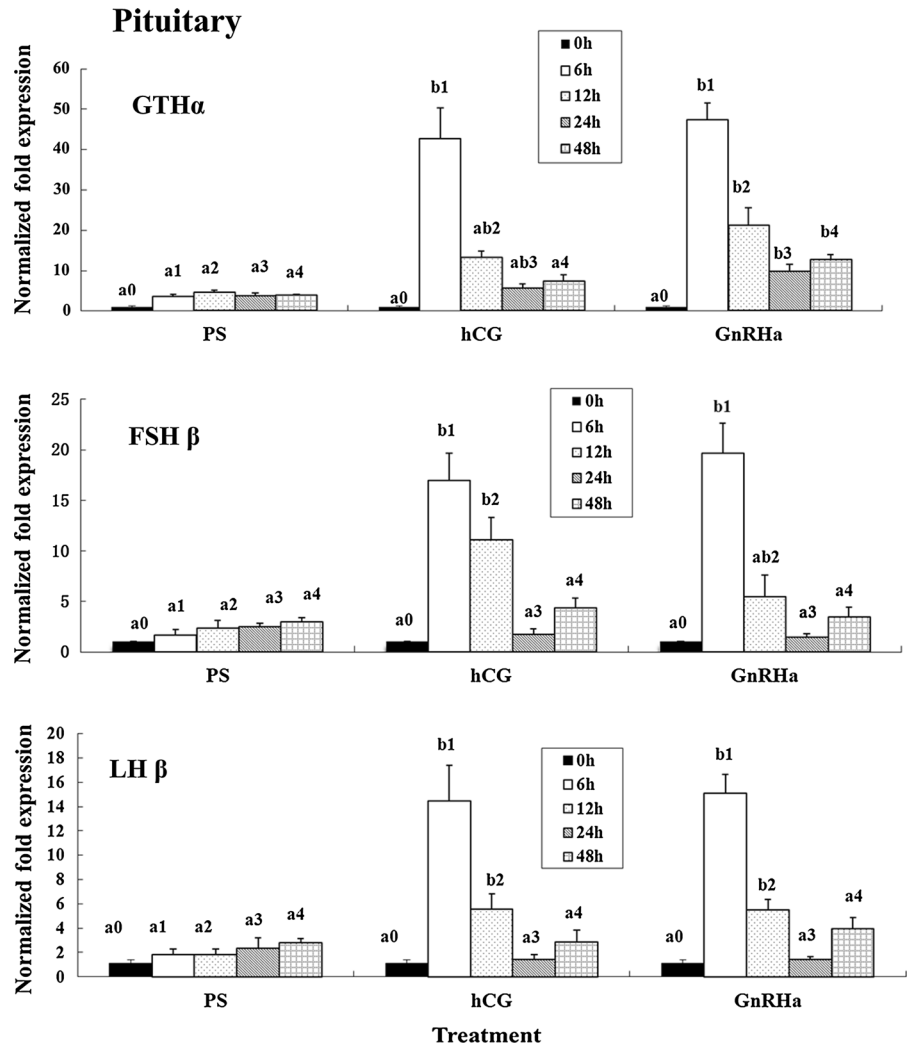 Pituitary
GTHα
0h
6h
12h
24h
48h
Normalized fold expression
60
50
40
30
20
10
0
a0
a1
a2
a3
a4
a0
b1
ab2
ab3
a4
a0
b1
b2
b3
b4
PS
hCG
GnRHa
FSH β
0h
6h
12h
24h
48h
Normalized fold expression
25
20
15
10
5
0
a0
a1
a2
a3
a4
a0
b1
b2
a3
a4
a0
b1
ab2
a3
a4
PS
hCG
GnRHa
LH β
0h
6h
12h
24h
48h
Normalized fold expression
20
18
16
14
12
10
8
6
4
2
0
a0
a1
a2
a3
a4
a0
b1
b2
a3
a4
a0
b1
b2
a3
a4
PS
hCG
GnRHa
Treatment